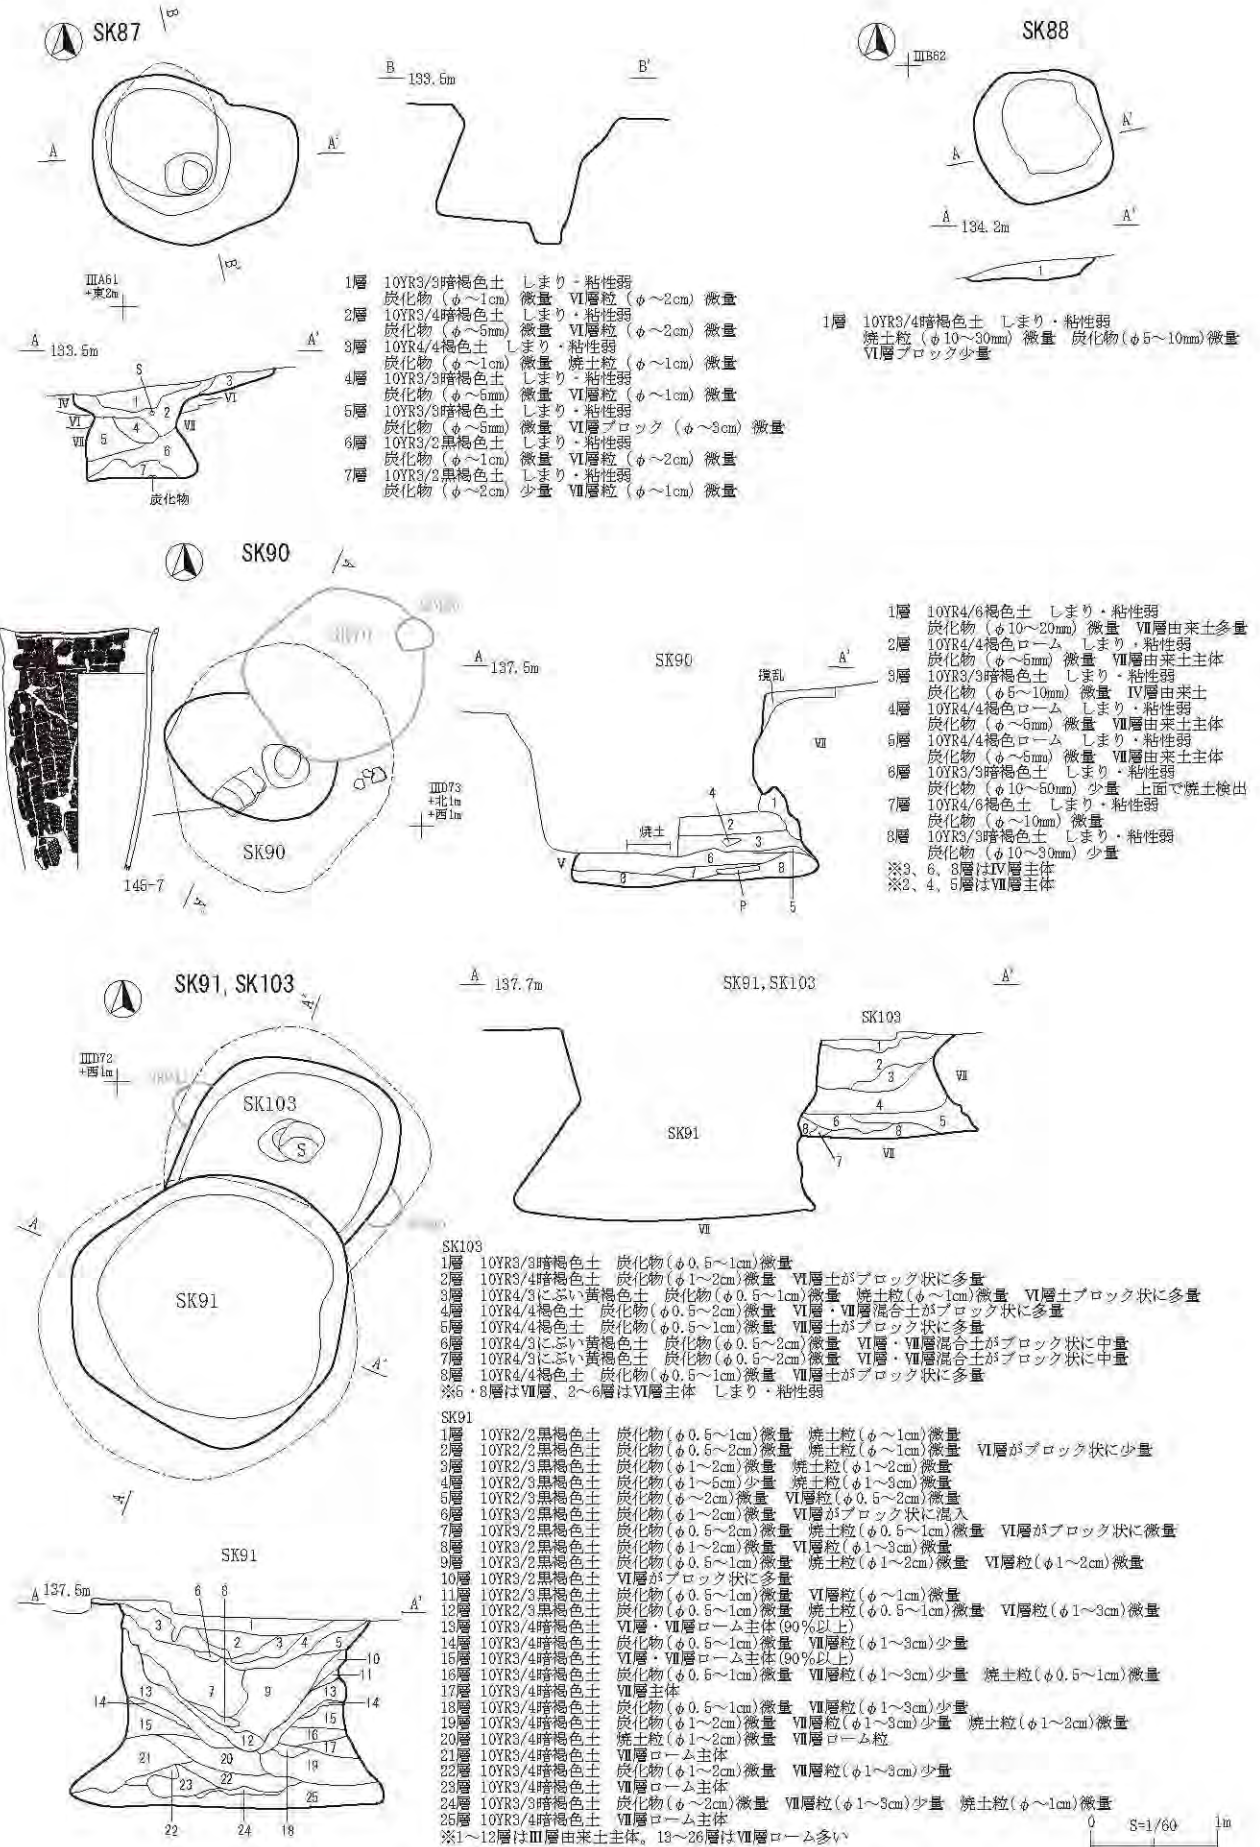 SK87
B
A
A'
B'
B
133.5m
B'
ⅢA61
+東2m
A
133.5m
A'
S
1
2
3
4
5
6
7
Ⅳ
Ⅵ
Ⅶ
Ⅵ
Ⅶ
炭化物
1層 10YR3/3暗褐色土 しまり・粘性弱
炭化物(φ～1cm)微量 Ⅵ層粒(φ～2cm)微量
2層 10YR3/4暗褐色土 しまり・粘性弱
炭化物(φ～5mm)微量 Ⅵ層粒(φ～2cm)微量
3層 10YR4/4褐色土 しまり・粘性弱
炭化物(φ～1cm)微量 焼土粒(φ～1cm)微量
4層 10YR3/3暗褐色土 しまり・粘性弱
炭化物(φ～5mm)微量 Ⅵ層粒(φ～1cm)微量
5層 10YR3/3暗褐色土 しまり・粘性弱
炭化物(φ～5mm)微量 Ⅵ層ブロック(φ～3cm)微量
6層 10YR3/2黒褐色土 しまり・粘性弱
炭化物(φ～1cm)微量 Ⅵ層粒(φ～2cm)微量
7層 10YR3/2黒褐色土 しまり・粘性弱
炭化物(φ～2cm)少量 Ⅶ層粒(φ～1cm)微量
SK88
ⅢB62
A
A'
A
134.2m
A'
1
1層 10YR3/4暗褐色土 しまり・粘性弱
焼土粒(φ10～30mm)微量 炭化物(φ5～10mm)微量
Ⅵ層ブロック少量
SK90
A
SK90
145-7
A'
ⅢD73
+北1m
+西1m
A
137.5m
SK90
A'
撹乱
Ⅶ
焼土
Ⅴ
1
2
3
4
6
7
8
8
P
5
1層 10YR4/6褐色土 しまり・粘性弱
炭化物(φ10～20mm)微量 Ⅶ層由来土多量
2層 10YR4/4褐色ローム しまり・粘性弱
炭化物(φ～5mm)微量 Ⅶ層由来土主体
3層 10YR3/3暗褐色土 しまり・粘性弱
炭化物(φ5～10mm)微量 Ⅳ層由来土
4層 10YR4/4褐色ローム しまり・粘性弱
炭化物(φ～5mm)微量 Ⅶ層由来土主体
5層 10YR4/4褐色ローム しまり・粘性弱
炭化物(φ～5mm)微量 Ⅶ層由来土主体
6層 10YR3/3暗褐色土 しまり・粘性弱
炭化物(φ10～50mm)少量 上面で焼土検出
7層 10YR4/6褐色土 しまり・粘性弱
炭化物(φ～10mm)微量
8層 10YR3/3暗褐色土 しまり・粘性弱
炭化物(φ10～30mm)少量
※3、6、8層はⅣ層主体
※2、4、5層はⅦ層主体
SK91, SK103
A'
ⅢD72
+西1m
SK103
S
A
SK91
A'
A
A
137.7m
SK91,SK103
A'
SK103
SK91
1
2
3
4
5
6
7
8
8
Ⅶ
Ⅶ
Ⅶ
SK103
1層 10YR3/3暗褐色土 炭化物(φ0.5～1cm)微量
2層 10YR3/4暗褐色土 炭化物(φ1～2cm)微量 Ⅵ層土がブロック状に多量
3層 10YR4/3にぶい黄褐色土 炭化物(φ0.5～1cm)微量 焼土粒(φ～1cm)微量 Ⅵ層土ブロック状に多量
4層 10YR4/4褐色土 炭化物(φ0.5～2cm)微量 Ⅵ層・Ⅶ層混合土がブロック状に多量
5層 10YR4/4褐色土 炭化物(φ0.5～1cm)微量 Ⅶ層土がブロック状に多量
6層 10YR4/3にぶい黄褐色土 炭化物(φ0.5～2cm)微量 Ⅵ層・Ⅶ層混合土がブロック状に中量
7層 10YR4/3にぶい黄褐色土 炭化物(φ0.5～2cm)微量 Ⅵ層・Ⅶ層混合土がブロック状に中量
8層 10YR4/4褐色土 炭化物(φ0.5～1cm)微量 Ⅶ層土がブロック状に多量
※5・8層はⅦ層、2～6層はⅥ層主体 しまり・粘性弱
SK91
1層 10YR2/2黒褐色土 炭化物(φ0.5～1cm)微量 焼土粒(φ～1cm)微量
2層 10YR2/2黒褐色土 炭化物(φ0.5～2cm)微量 焼土粒(φ～1cm)微量 Ⅵ層がブロック状に少量
3層 10YR2/3黒褐色土 炭化物(φ1～2cm)微量 焼土粒(φ1～2cm)微量
4層 10YR2/3黒褐色土 炭化物(φ1～5cm)少量 焼土粒(φ1～3cm)微量
5層 10YR2/3黒褐色土 炭化物(φ～2cm)微量 Ⅵ層粒(φ0.5～2cm)微量
6層 10YR3/2黒褐色土 炭化物(φ1～2cm)微量 Ⅵ層がブロック状に混入
7層 10YR3/2黒褐色土 炭化物(φ0.5～2cm)微量 焼土粒(φ0.5～1cm)微量 Ⅵ層がブロック状に微量
8層 10YR3/2黒褐色土 炭化物(φ1～2cm)微量 Ⅵ層粒(φ1～3cm)微量
9層 10YR3/2黒褐色土 炭化物(φ0.5～1cm)微量 焼土粒(φ1～2cm)微量 Ⅵ層粒(φ1～2cm)微量
10層 10YR3/2黒褐色土 Ⅵ層がブロック状に多量
11層 10YR2/3黒褐色土 炭化物(φ0.5～1cm)微量 Ⅵ層粒(φ～1cm)微量
12層 10YR2/3黒褐色土 炭化物(φ0.5～1cm)微量 焼土粒(φ0.5～1cm)微量 Ⅵ層粒(φ1～3cm)微量
13層 10YR3/4暗褐色土 Ⅵ層・Ⅶ層ローム主体(90%以上)
14層 10YR3/4暗褐色土 炭化物(φ0.5～1cm)微量 Ⅶ層粒(φ1～3cm)少量
15層 10YR3/4暗褐色土 Ⅵ層・Ⅶ層ローム主体(90%以上)
16層 10YR3/4暗褐色土 炭化物(φ0.5～1cm)微量 Ⅶ層粒(φ1～3cm)少量 焼土粒(φ0.5～1cm)微量
17層 10YR3/4暗褐色土 Ⅶ層主体
18層 10YR3/4暗褐色土 炭化物(φ0.5～1cm)微量 Ⅶ層粒(φ1～3cm)少量
19層 10YR3/4暗褐色土 炭化物(φ1～2cm)微量 Ⅶ層粒(φ1～3cm)少量 焼土粒(φ1～2cm)微量
20層 10YR3/4暗褐色土 焼土粒(φ1～2cm)微量 Ⅶ層ローム粒
21層 10YR3/4暗褐色土 Ⅶ層ローム主体
22層 10YR3/4暗褐色土 炭化物(φ1～2cm)微量 Ⅶ層粒(φ1～3cm)少量
23層 10YR3/4暗褐色土 Ⅶ層ローム主体
24層 10YR3/3暗褐色土 炭化物(φ～2cm)微量 Ⅶ層粒(φ1～3cm)少量 焼土粒(φ～1cm)微量
25層 10YR3/4暗褐色土 Ⅶ層ローム主体
※1～12層はⅢ層由来土主体。13～26層はⅦ層ローム多い
SK91
A
137.5m
A'
6
8
1
3
2
3
4
5
10
11
7
9
13
13
14
14
15
15
12
16
17
21
20
19
23
22
25
22
24
18
0
S=1/60
1m